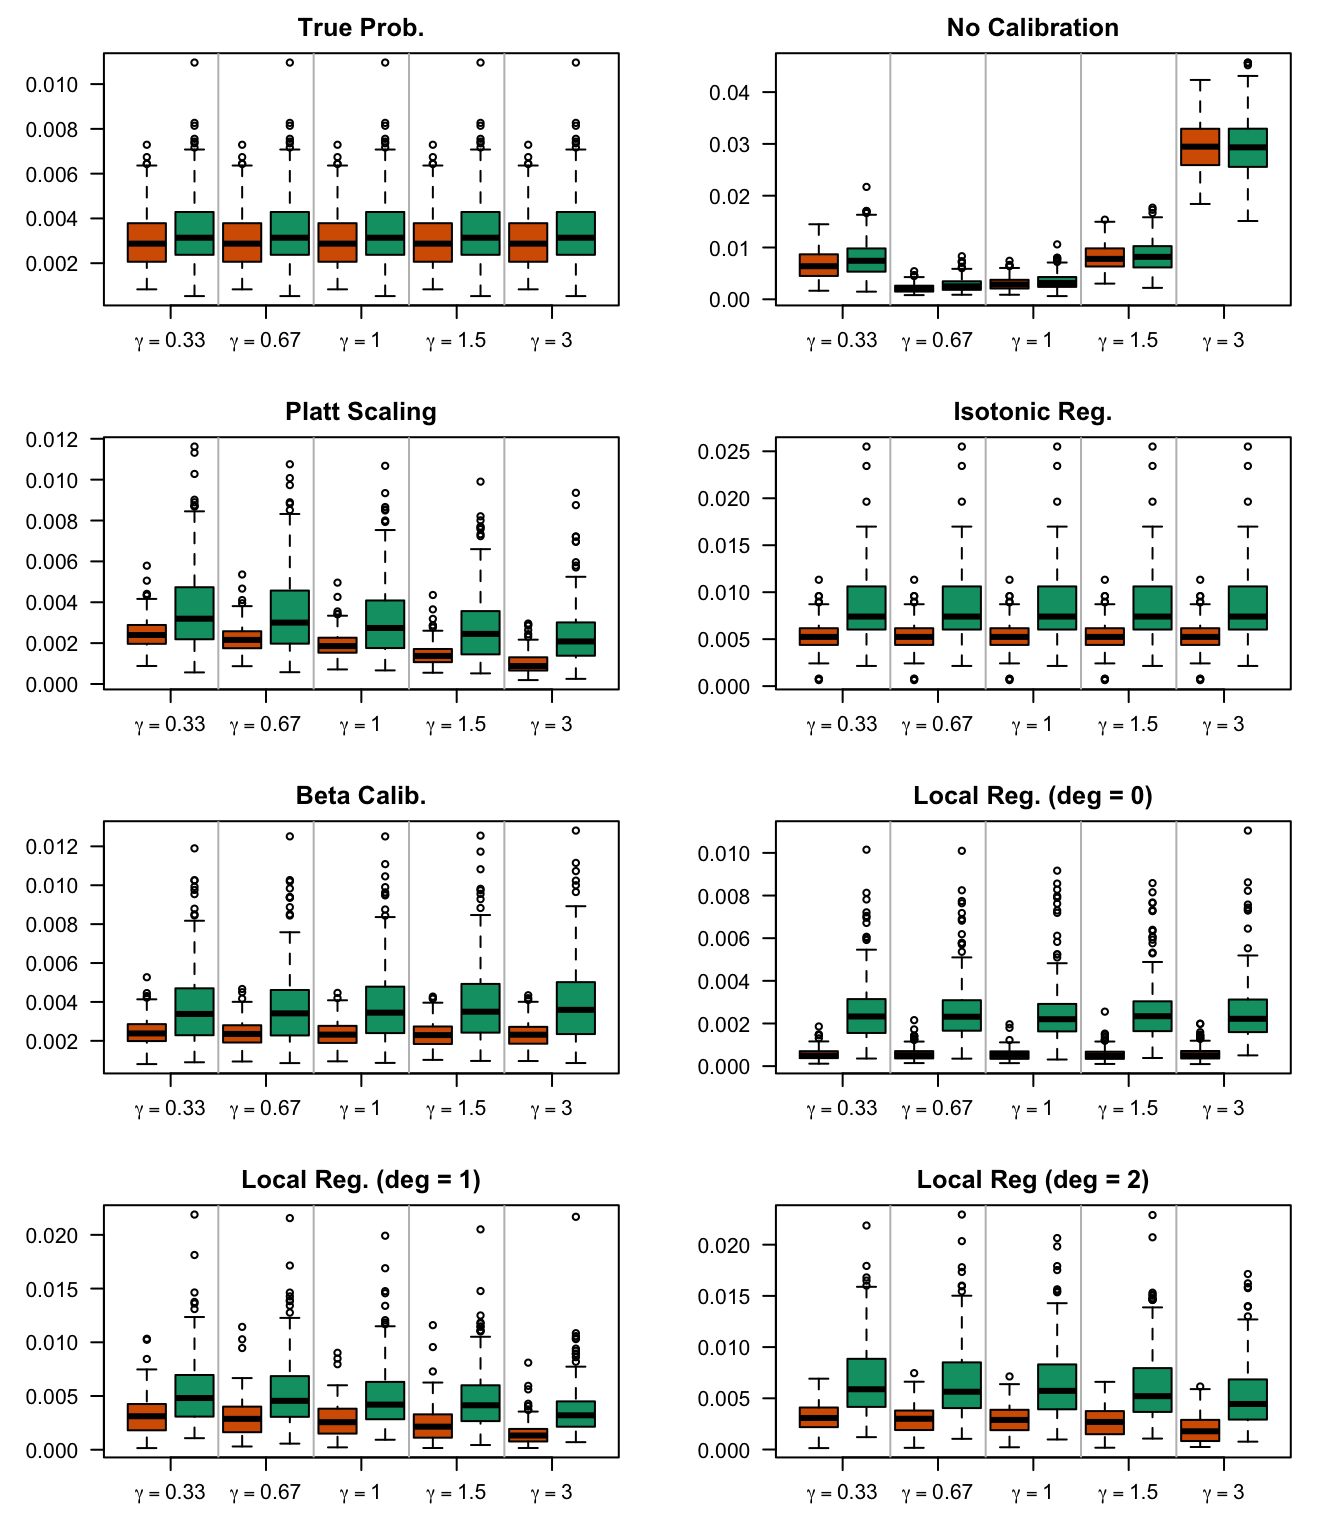 True Prob.
0.010
0.008
0.006
0.004
0.002
γ = 0.33 γ = 0.67 γ = 1 γ = 1.5 γ = 3
No Calibration
0.04
0.03
0.02
0.01
0.00
γ = 0.33 γ = 0.67 γ = 1 γ = 1.5 γ = 3
Platt Scaling
0.012
0.010
0.008
0.006
0.004
0.002
0.000
γ = 0.33 γ = 0.67 γ = 1 γ = 1.5 γ = 3
Isotonic Reg.
0.025
0.020
0.015
0.010
0.005
0.000
γ = 0.33 γ = 0.67 γ = 1 γ = 1.5 γ = 3
Beta Calib.
0.012
0.010
0.008
0.006
0.004
0.002
γ = 0.33 γ = 0.67 γ = 1 γ = 1.5 γ = 3
Local Reg. (deg = 0)
0.010
0.008
0.006
0.004
0.002
0.000
γ = 0.33 γ = 0.67 γ = 1 γ = 1.5 γ = 3
Local Reg. (deg = 1)
0.020
0.015
0.010
0.005
0.000
γ = 0.33 γ = 0.67 γ = 1 γ = 1.5 γ = 3
Local Reg (deg = 2)
0.020
0.015
0.010
0.005
0.000
γ = 0.33 γ = 0.67 γ = 1 γ = 1.5 γ = 3